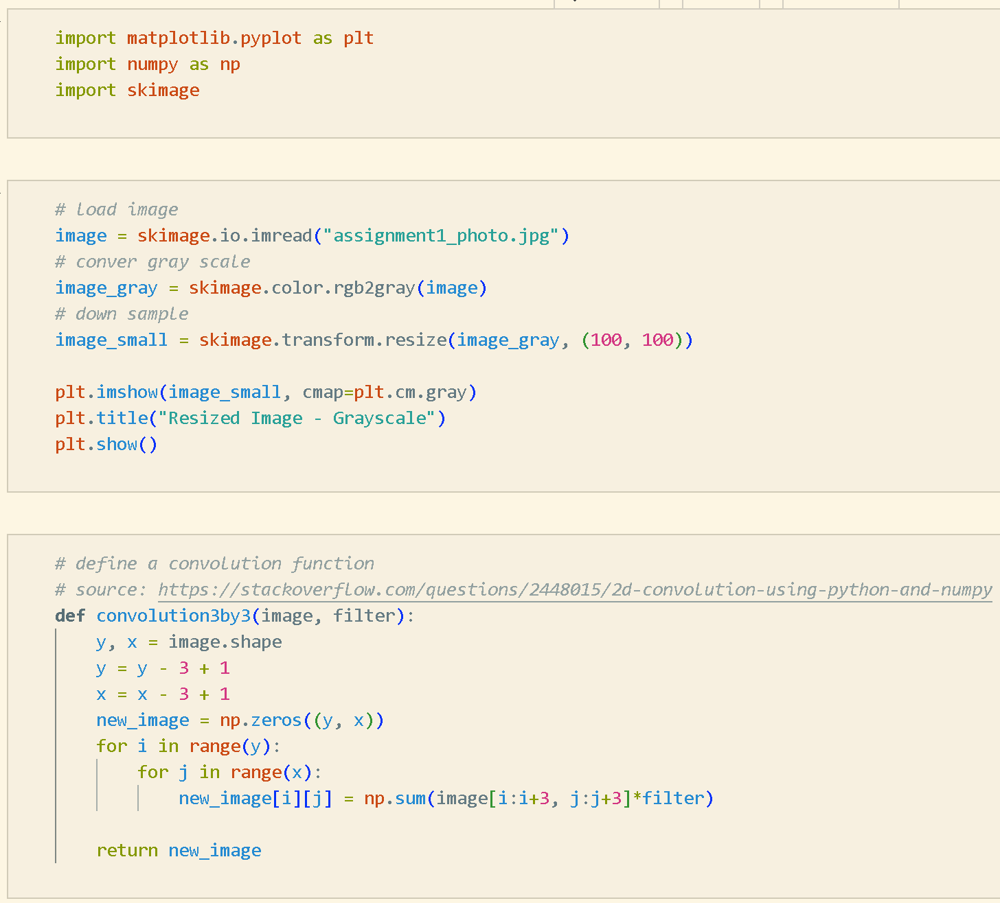 import matplotlib.pyplot as plt
import numpy as np
import skimage
# load image
image = skimage.io.imread("assignment1_photo.jpg")
# conver gray scale
image_gray = skimage.color.rgb2gray(image)
# down sample
image_small = skimage.transform.resize(image_gray, (100, 100))
plt.imshow(image_small, cmap=plt.cm.gray)
plt.title("Resized Image - Grayscale")
plt.show()
# define a convolution function
# source: https://stackoverflow.com/questions/2448015/2d-convolution-using-python-and-numpy
def convolution3by3(image, filter):
    y, x = image.shape
    y = y - 3 + 1
    x = x - 3 + 1
    new_image = np.zeros((y, x))
    for i in range(y):
        for j in range(x):
            new_image[i][j] = np.sum(image[i:i+3, j:j+3]*filter)
    return new_image